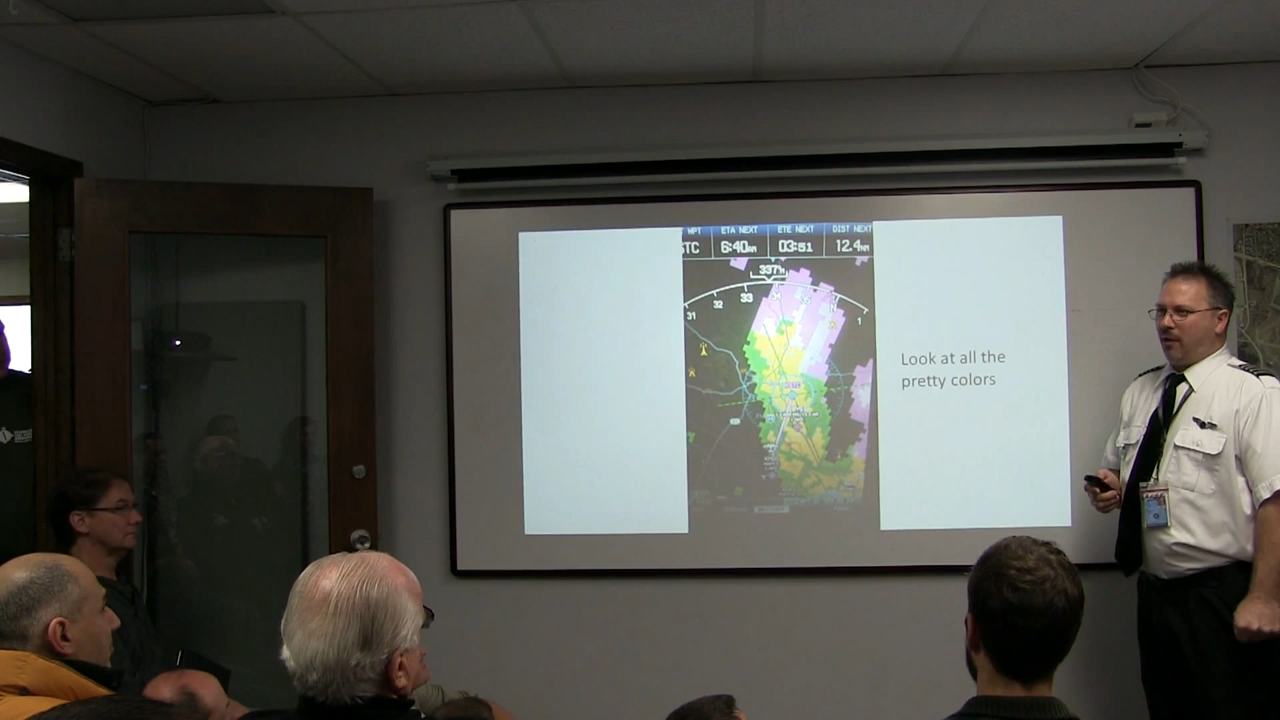 WPT ETA NEXT ETE NEXT DIST NEXT
STC 6:40AM 03:51 12.4NM
337°
31 32 33 1
Look at all the
pretty colors